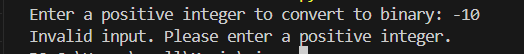 Enter a positive integer to convert to binary: -10
Invalid input. Please enter a positive integer.